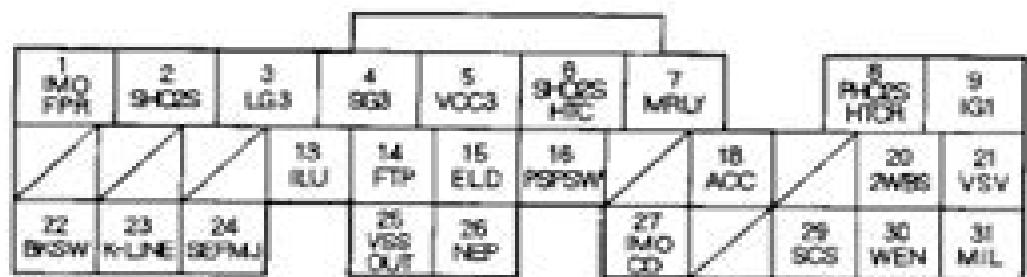 1 IMO FPR
2 SHO2S
3 LG3
4 SG3
5 VCC3
6 SHO2S HTC
7 MRLY
8 PHO2S HTCR
9 IG1
13 ILU
14 FTP
15 ELD
16 PSPSW
18 ACC
20 2WBS
21 VSV
22 BKSW
23 K-LINE
24 SEFMJ
25 VSS OUT
26 NEP
27 IMO CD
29 SCS
30 WEN
31 MIL